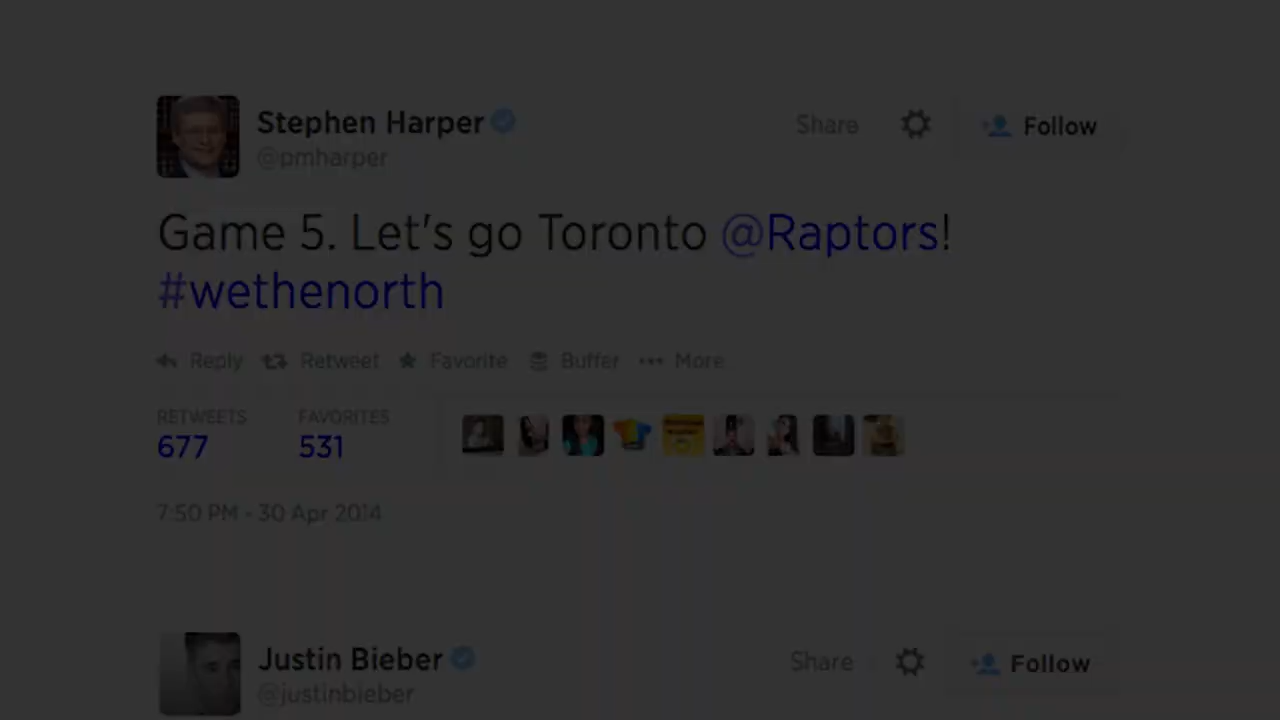 Stephen Harper
Share
Follow
@pmharper
Game 5. Let's go Toronto @Raptors!
#wethenorth
Reply Retweet Favorite Buffer More
RETWEETS FAVORITES
677 531
7:50 PM - 30 Apr 2014
Justin Bieber
Share
Follow
@justinbieber